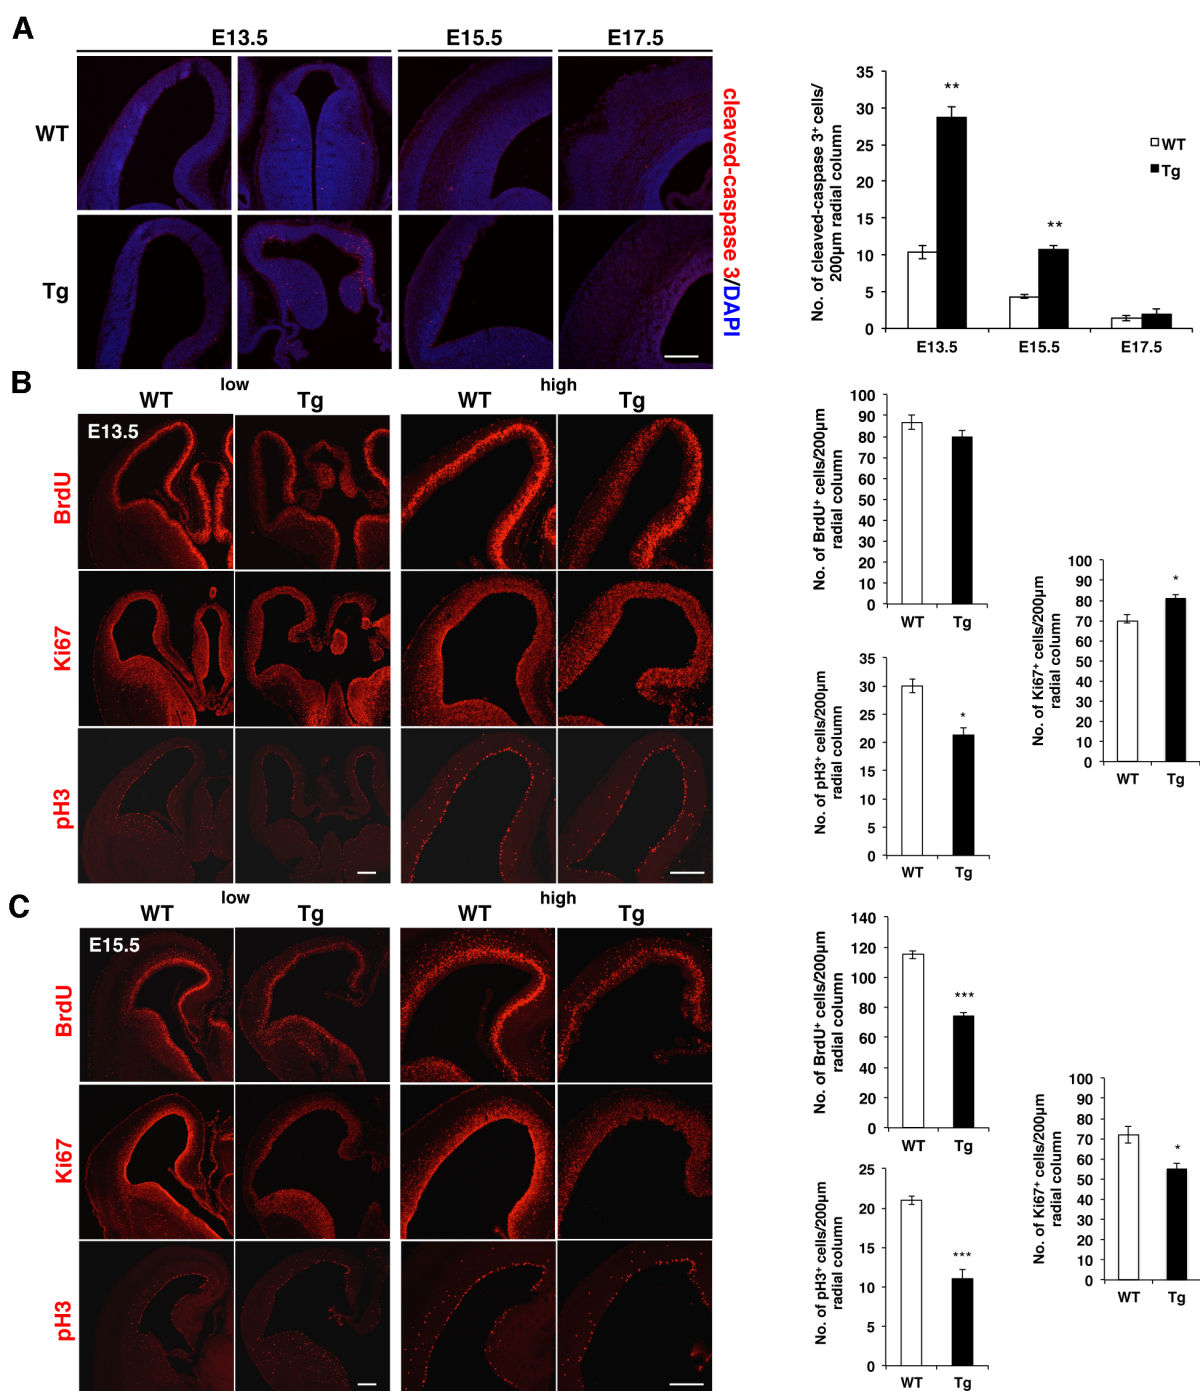 A
E13.5 E15.5 E17.5
WT
Tg
cleaved-caspase 3/DAPI
No. of cleaved-caspase 3+ cells/
200μm radial column
35
30
25
20
15
10
5
0
**
**
WT
Tg
E13.5 E15.5 E17.5
B
low high
WT Tg WT Tg
E13.5
BrdU
Ki67
pH3
No. of BrdU+ cells/200μm
radial column
100
90
80
70
60
50
40
30
20
10
0
WT Tg
No. of Ki67+ cells/200μm
radial column
100
90
80
70
60
50
40
30
20
10
0
*
WT Tg
No. of pH3+ cells/200μm
radial column
35
30
25
20
15
10
5
0
*
WT Tg
C
low high
WT Tg WT Tg
E15.5
BrdU
Ki67
pH3
No. of BrdU+ cells/200μm
radial column
140
120
100
80
60
40
20
0
***
WT Tg
No. of Ki67+ cells/200μm
radial column
100
90
80
70
60
50
40
30
20
10
0
*
WT Tg
No. of pH3+ cells/200μm
radial column
25
20
15
10
5
0
***
WT Tg